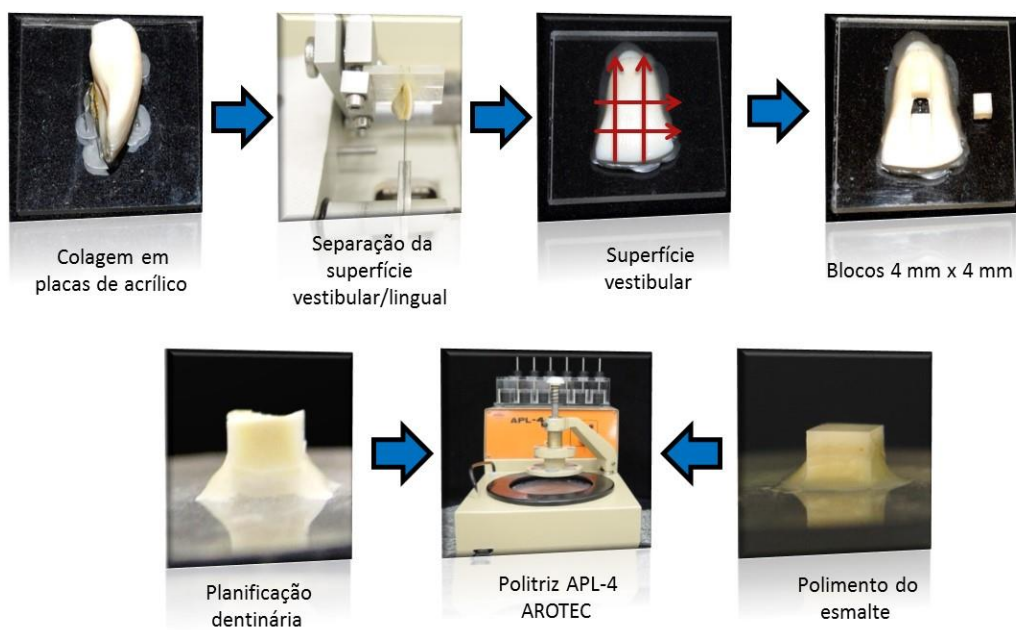 Colagem em
placas de acrílico
Separação da
superfície
vestibular/lingual
Superfície
vestibular
Blocos 4 mm x 4 mm
APL-4
Planificação
dentinária
Politriz APL-4
AROTEC
Polimento do
esmalte